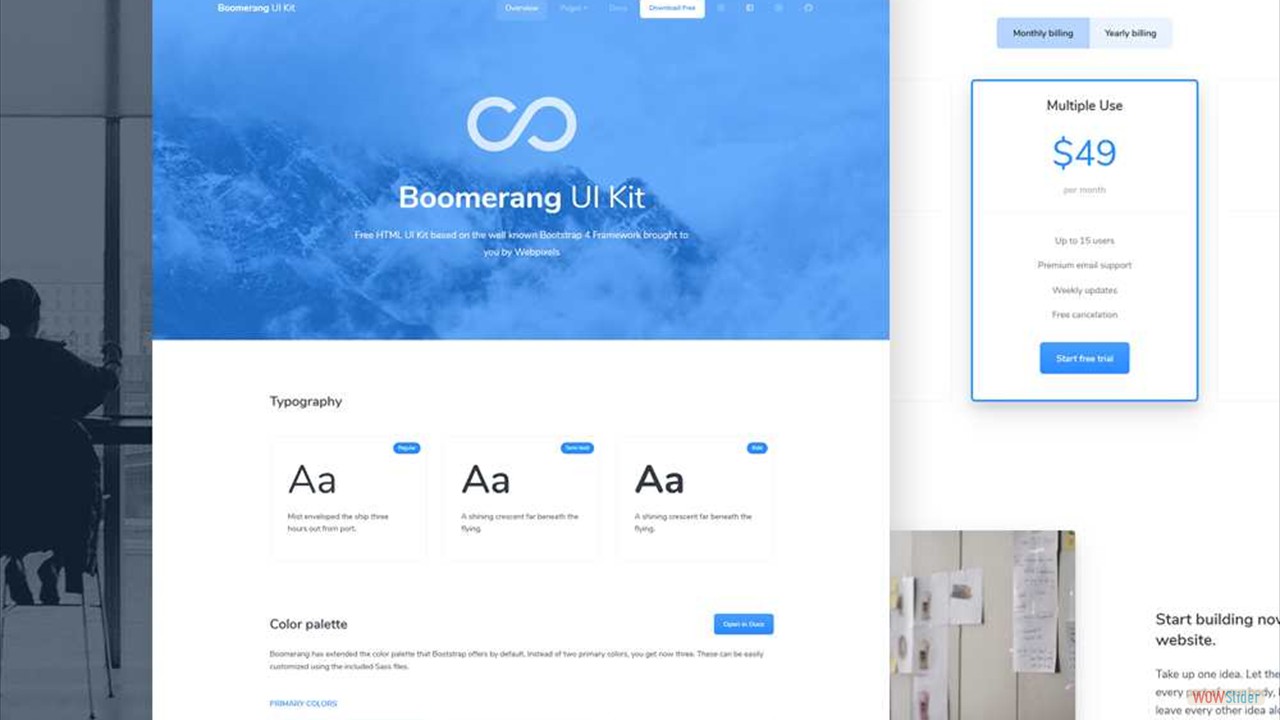 Boomerang UI Kit
Overview
Pages
Docs
Download Free
Boomerang UI Kit
Free HTML UI Kit based on the well known Bootstrap 4 Framework brought to
you by Webpixels
Typography
Regular
Aa
Mist enveloped the ship three
hours out from port.
Semi bold
Aa
A shining crescent far beneath the
flying.
Bold
Aa
A shining crescent far beneath the
flying.
Color palette
Open in Docs
Boomerang has extended the color palette that Bootstrap offers by default. Instead of two primary colors, you get now three. These can be easily
customized using the included Sass files.
PRIMARY COLORS
Monthly billing
Yearly billing
Multiple Use
$49
per month
Up to 15 users
Premium email support
Weekly updates
Free cancelation
Start free trial
Start building now
website.
Take up one idea. Let the
every part of your body,
leave every other idea
WOWSlider